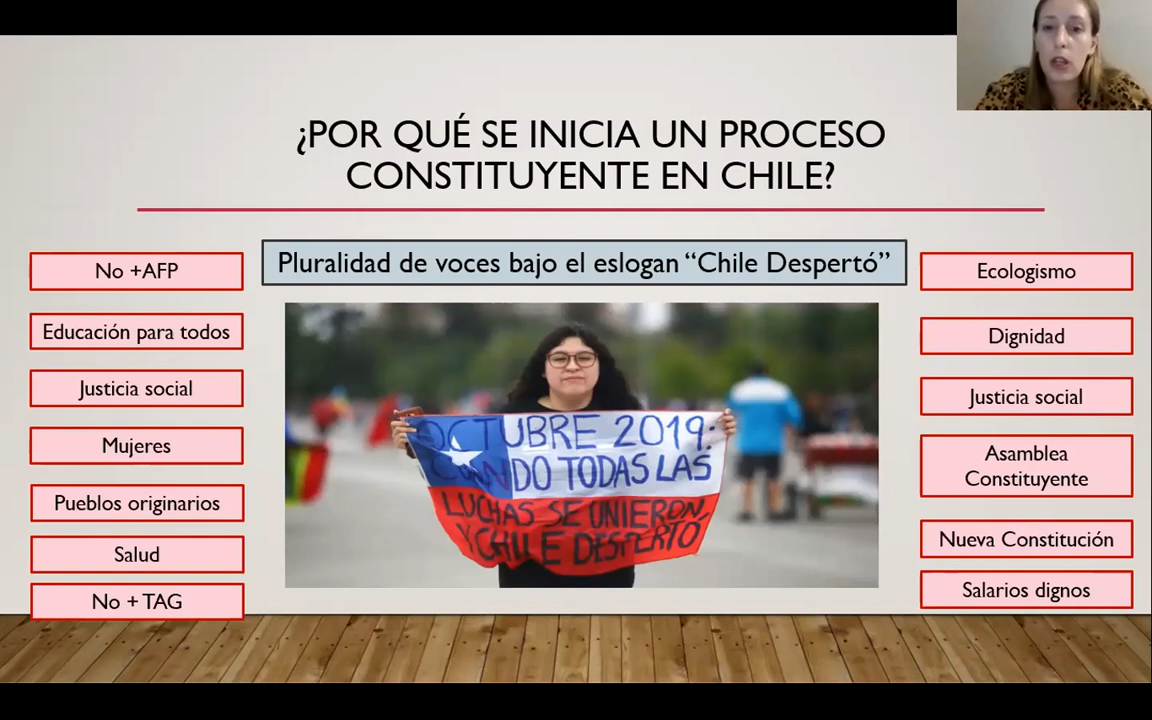 ¿POR QUÉ SE INICIA UN PROCESO
CONSTITUYENTE EN CHILE?
Pluralidad de voces bajo el eslogan “Chile Despertó”
No +AFP
Educación para todos
Justicia social
Mujeres
Pueblos originarios
Salud
No + TAG
OCTUBRE 2019:
CUANDO TODAS LAS
LUCHAS SE UNIERON,
Y CHILE DESPERTO
Ecologismo
Dignidad
Justicia social
Asamblea
Constituyente
Nueva Constitución
Salarios dignos